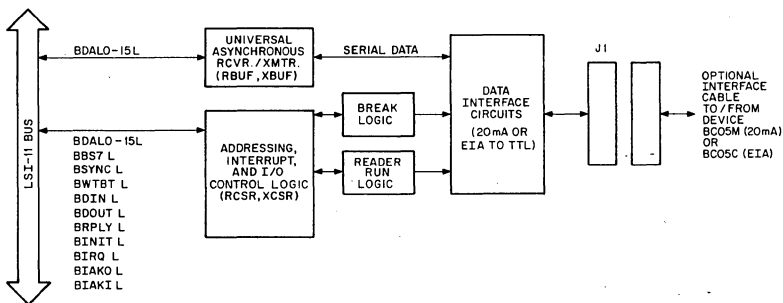 LSI-11 BUS
BDAL0-15L
UNIVERSAL
ASYNCHRONOUS
RCVR./XMTR.
(RBUF, XBUF)
SERIAL DATA
BDAL0-15L
BBS7 L
BSYNC L
BWTBT L
BDIN L
BDOUT L
BRPLY L
BINIT L
BIRQ L
BIAKO L
BIAKI L
ADDRESSING,
INTERRUPT,
AND I/O
CONTROL LOGIC
(RCSR, XCSR)
BREAK
LOGIC
READER
RUN
LOGIC
DATA
INTERFACE
CIRCUITS
(20mA OR
EIA TO TTL)
J1
OPTIONAL
INTERFACE
CABLE
TO/FROM
DEVICE
BC05M (20mA)
OR
BC05C (EIA)